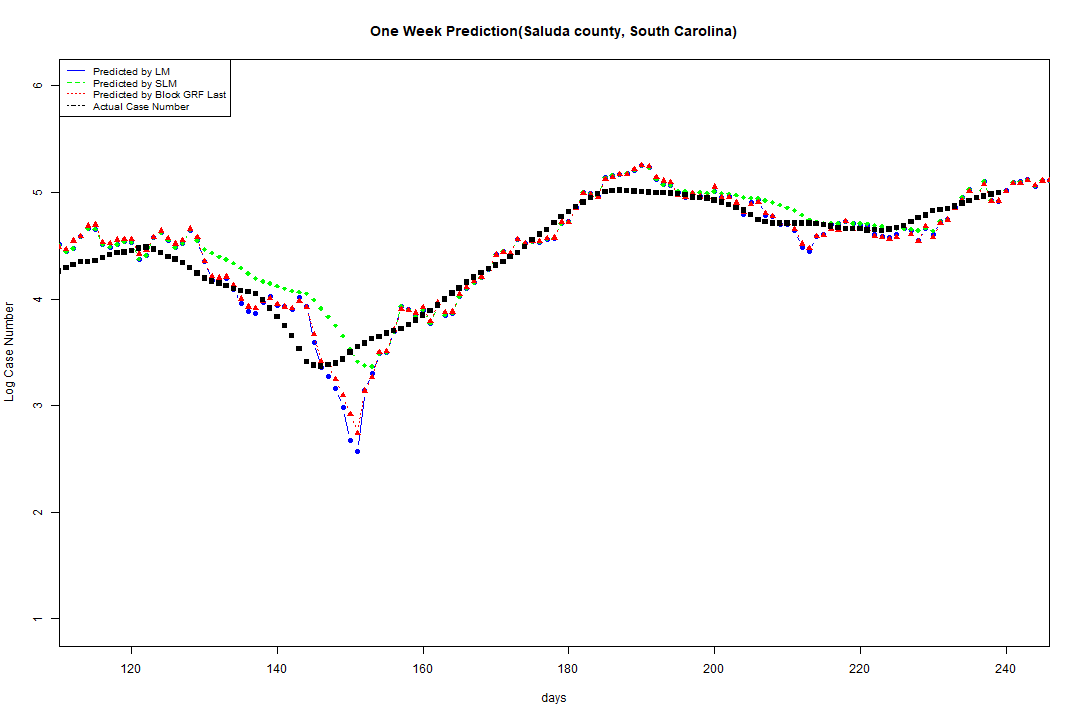 One Week Prediction(Saluda county, South Carolina)
Predicted by LM
Predicted by SLM
Predicted by Block GRF Last
Actual Case Number
6
5
4
3
2
1
Log Case Number
120 140 160 180 200 220 240
days